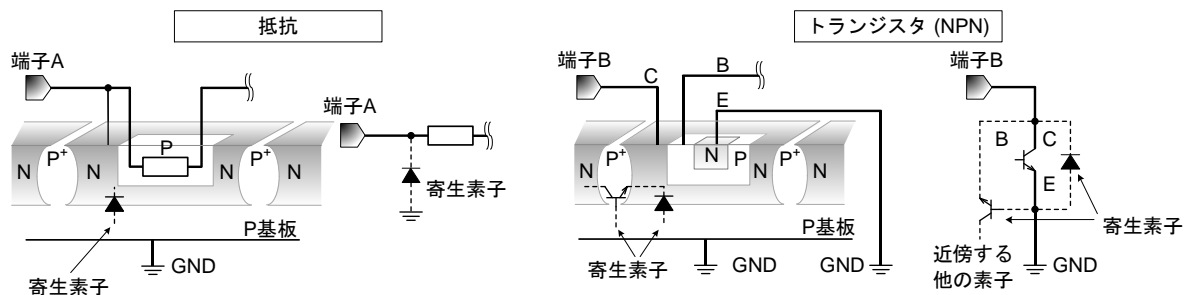 抵抗
端子A
P
N
P+
N
N
P+
N
P基板
GND
寄生素子
端子A
寄生素子
トランジスタ (NPN)
端子B
C
B
E
N
P+
N
N
P
N
P+
N
P基板
寄生素子
GND
GND
端子B
B
C
E
寄生素子
近傍する
他の素子
GND